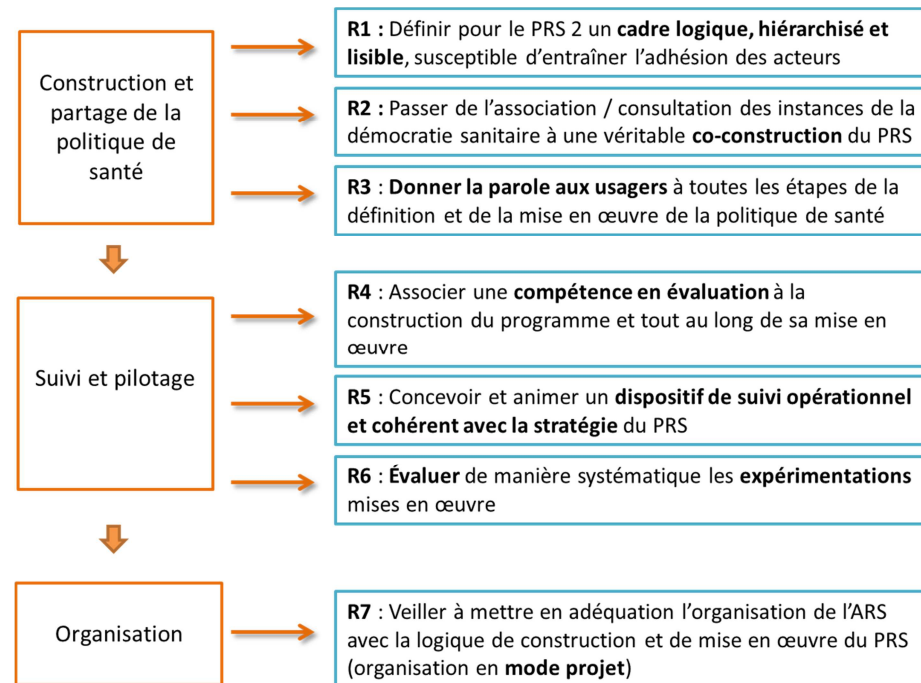 Construction et
partage de la
politique de
santé
R1 : Définir pour le PRS 2 un cadre logique, hiérarchisé et
lisible, susceptible d'entraîner l'adhésion des acteurs
R2 : Passer de l'association / consultation des instances de la
démocratie sanitaire à une véritable co-construction du PRS
R3 : Donner la parole aux usagers à toutes les étapes de la
définition et de la mise en œuvre de la politique de santé
Suivi et pilotage
R4 : Associer une compétence en évaluation à la
construction du programme et tout au long de sa mise en
œuvre
R5 : Concevoir et animer un dispositif de suivi opérationnel
et cohérent avec la stratégie du PRS
R6 : Évaluer de manière systématique les expérimentations
mises en œuvre
Organisation
R7 : Veiller à mettre en adéquation l'organisation de l'ARS
avec la logique de construction et de mise en œuvre du PRS
(organisation en mode projet)